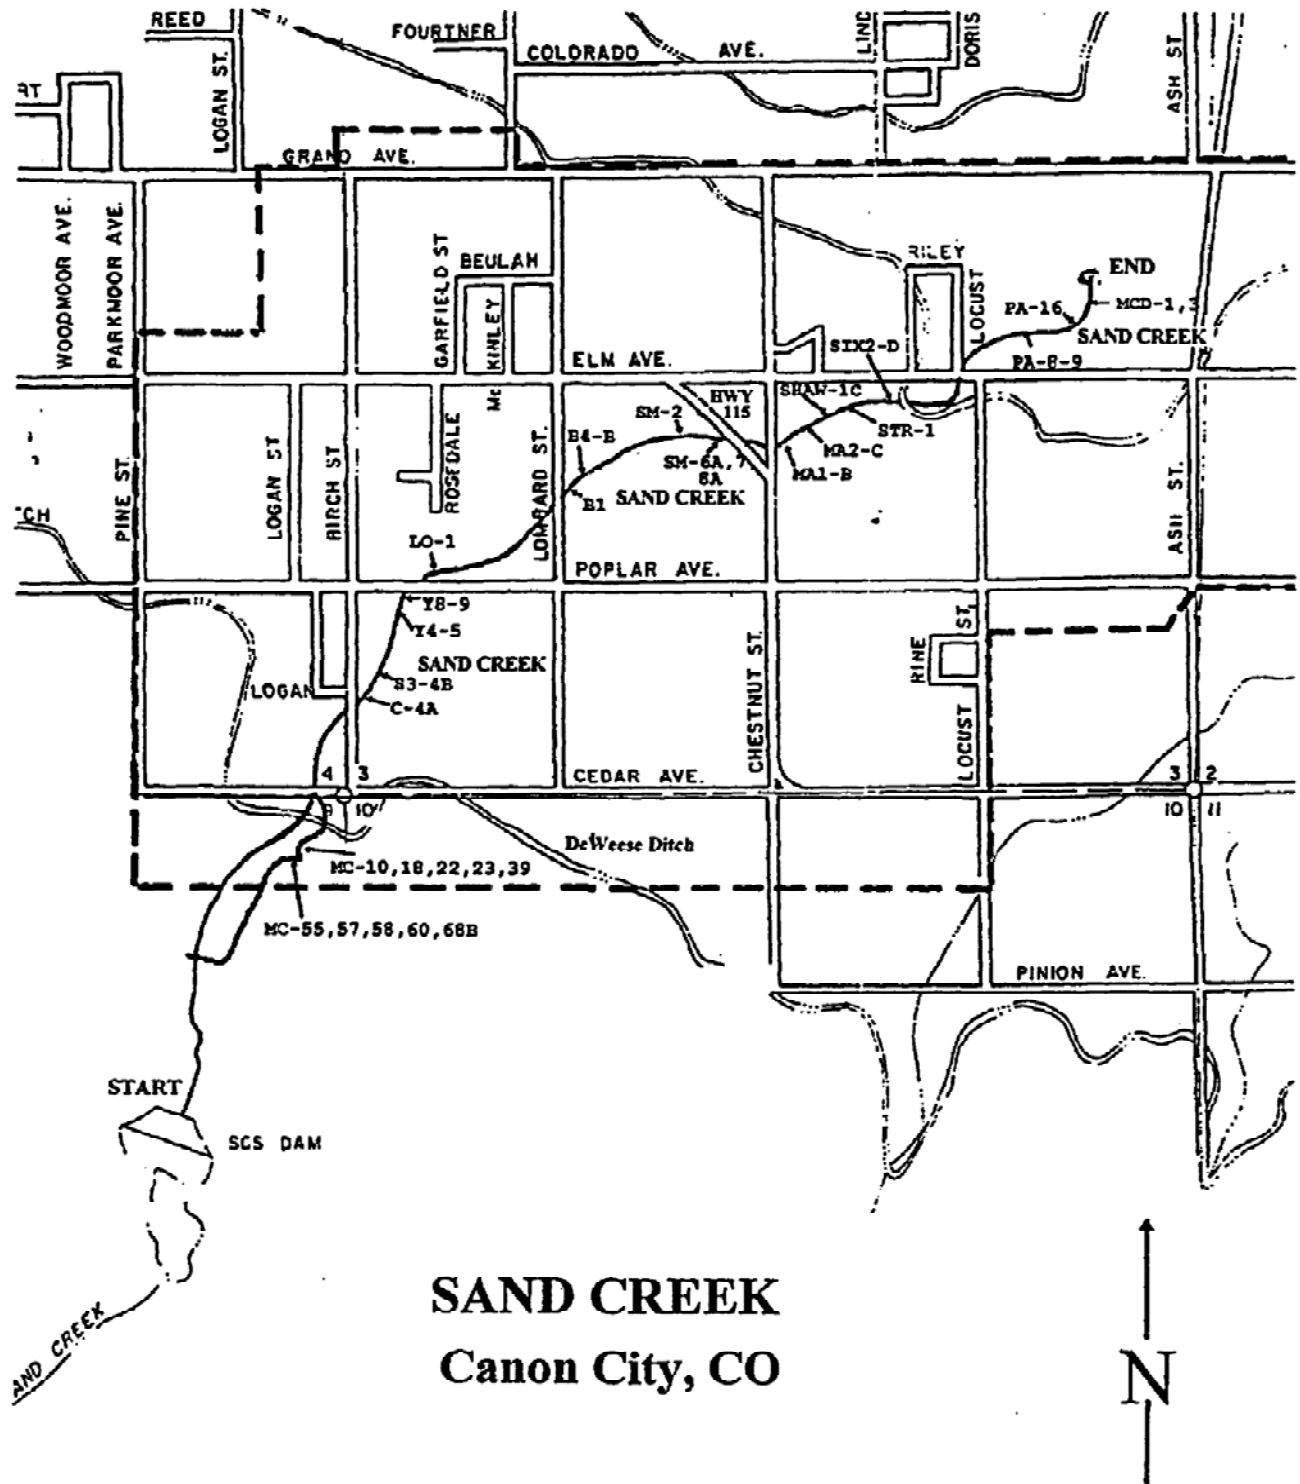 REED
LOGAN ST.
FOURTNER
COLORADO AVE.
LIND
DORIS
ASH ST.
RT
GRAND AVE.
WOODMOOR AVE.
PARKMOOR AVE.
GARFIELD ST
BEULAH
Mc KINLEY
RILEY
LOCUST
END
PA-16
MCD-1,3
SAND CREEK
PA-8-9
ELM AVE.
SIX2-D
HWY
115
SHAW-1C
STR-1
MA2-C
MA1-B
SM-2
SM-6A,7
8A
B4-B
B1
SAND CREEK
ROSEDALE
LOMBARD ST.
PINE ST.
LOGAN ST
BIRCH ST
TCH
ASH ST.
LO-1
POPLAR AVE.
Y8-9
Y4-5
SAND CREEK
S3-4B
C-4A
LOGAN
CHESTNUT ST.
RINE
ST.
LOCUST
CEDAR AVE.
4 3
9 10
3 2
10 11
DeWeese Ditch
MC-10,18,22,23,39
MC-55,57,58,60,68B
PINION AVE.
START
SCS DAM
AND CREEK
SAND CREEK
Canon City, CO
N